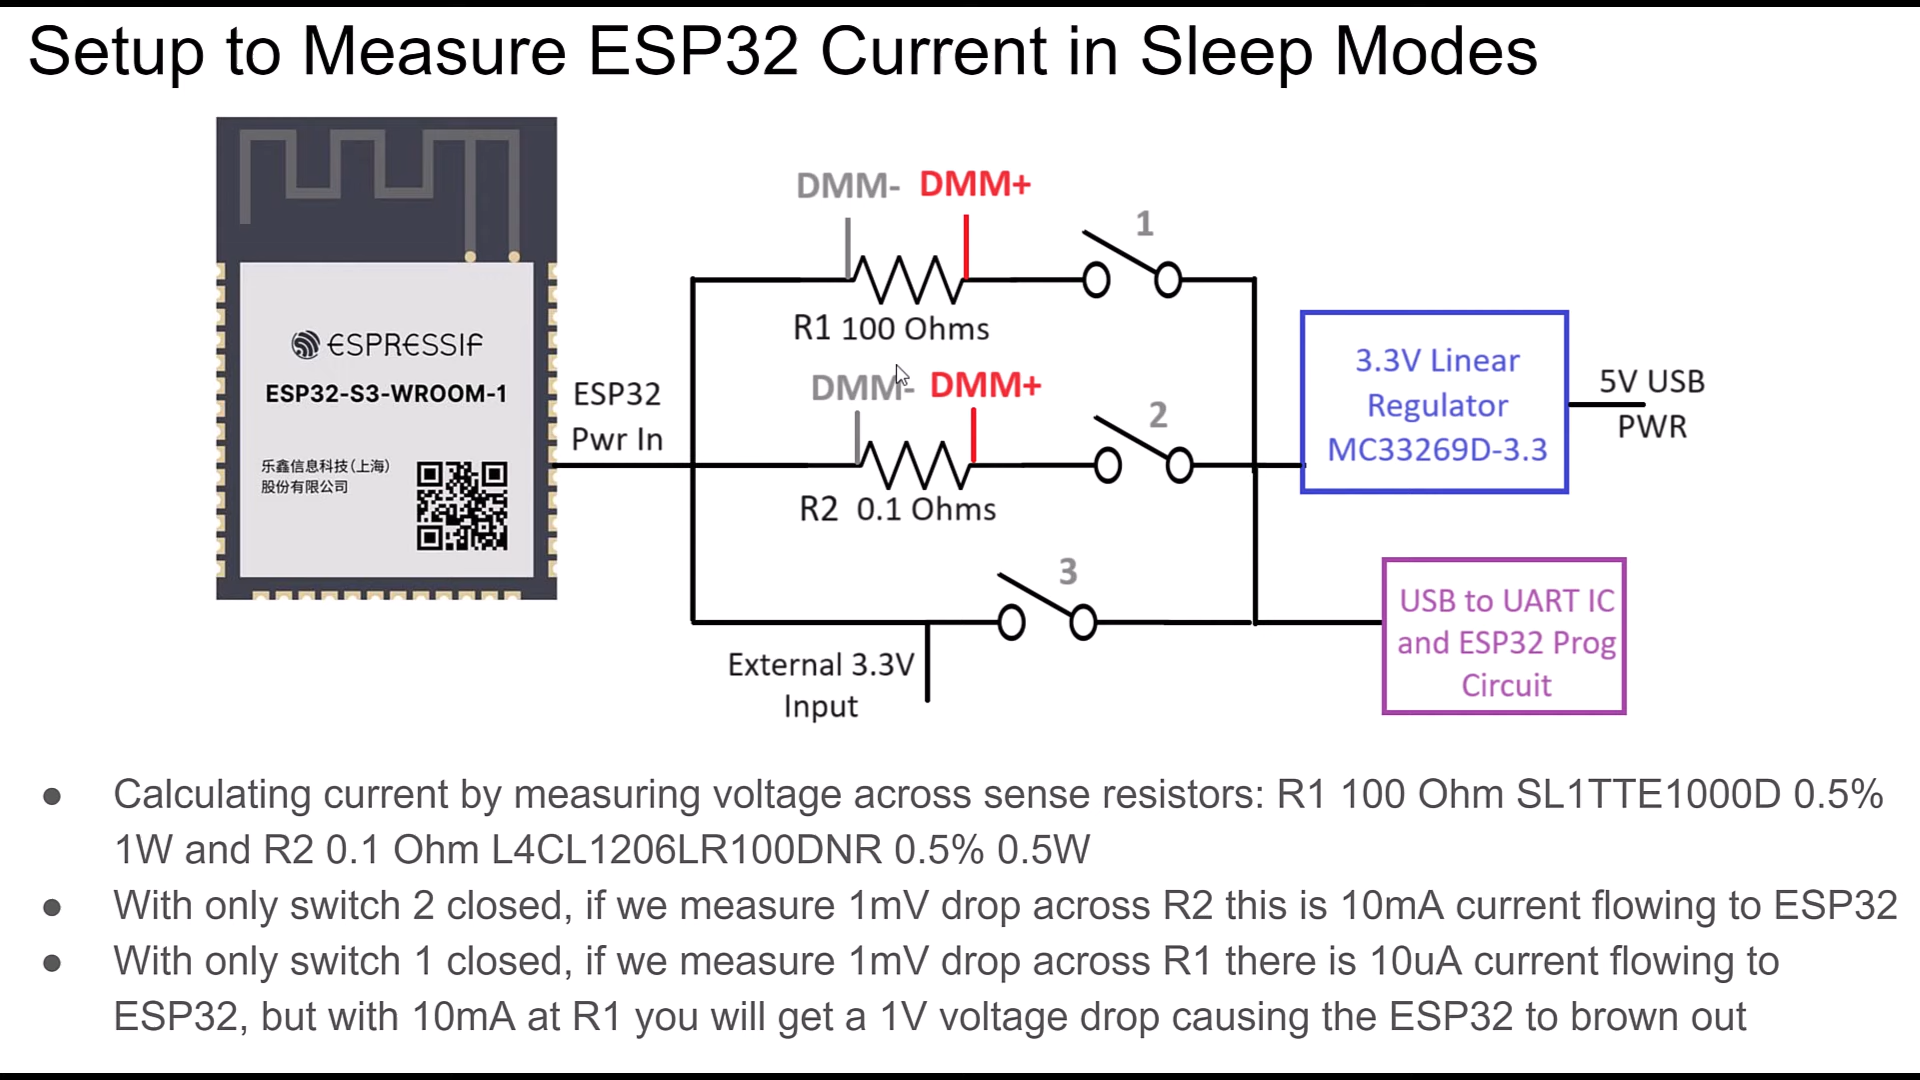 Setup to Measure ESP32 Current in Sleep Modes
DMM- DMM+
1
R1 100 Ohms
ESPRESSIF
ESP32-S3-WROOM-1
乐鑫信息科技(上海)
股份有限公司
ESP32
Pwr In
DMM- DMM+
2
R2 0.1 Ohms
3
External 3.3V
Input
3.3V Linear
Regulator
MC33269D-3.3
5V USB
PWR
USB to UART IC
and ESP32 Prog
Circuit
● Calculating current by measuring voltage across sense resistors: R1 100 Ohm SL1TTE1000D 0.5%
1W and R2 0.1 Ohm L4CL1206LR100DNR 0.5% 0.5W
● With only switch 2 closed, if we measure 1mV drop across R2 this is 10mA current flowing to ESP32
● With only switch 1 closed, if we measure 1mV drop across R1 there is 10uA current flowing to
ESP32, but with 10mA at R1 you will get a 1V voltage drop causing the ESP32 to brown out